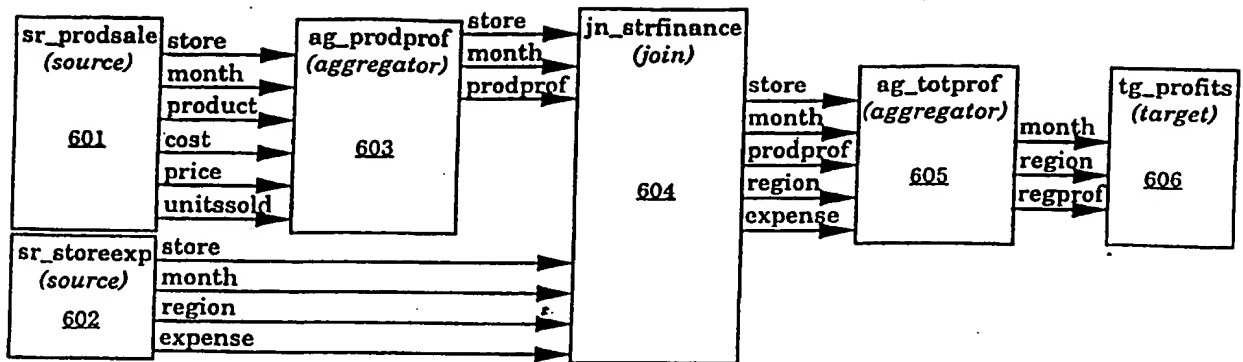 sr_prodsale
(source)
601
store
month
product
cost
price
unitssold
ag_prodprof
(aggregator)
603
store
month
prodprof
jn_strfinance
(join)
604
store
month
prodprof
region
expense
ag_totprof
(aggregator)
605
month
region
regprof
tg_profits
(target)
606
sr_storeexp
(source)
602
store
month
region
expense